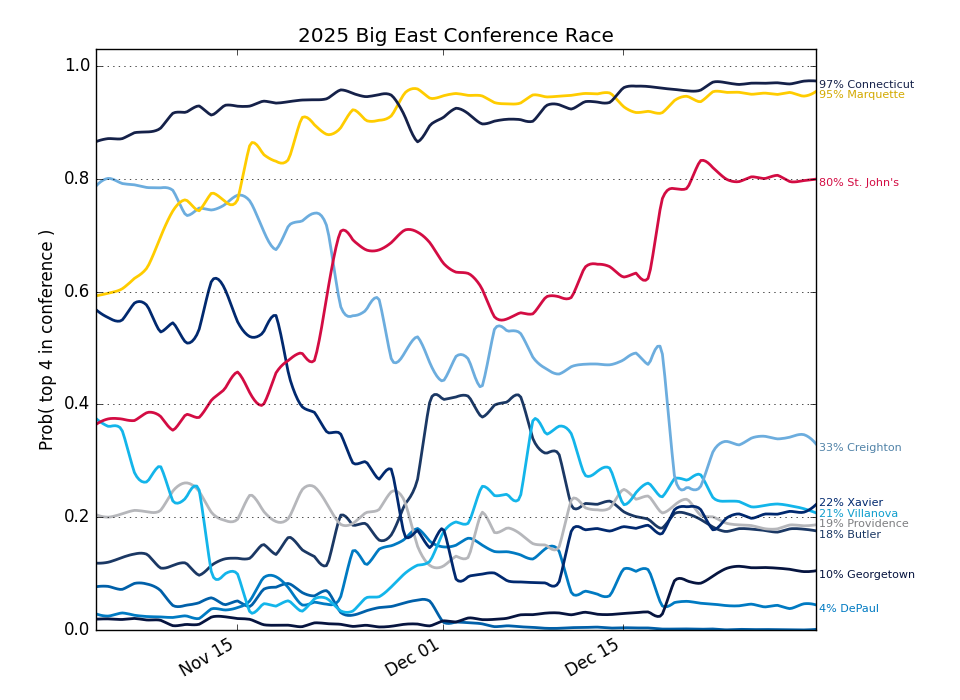 2025 Big East Conference Race
Prob( top 4 in conference )
1.0
0.8
0.6
0.4
0.2
0.0
Nov 15
Dec 01
Dec 15
97% Connecticut
95% Marquette
80% St. John's
33% Creighton
22% Xavier
21% Villanova
19% Providence
18% Butler
10% Georgetown
4% DePaul